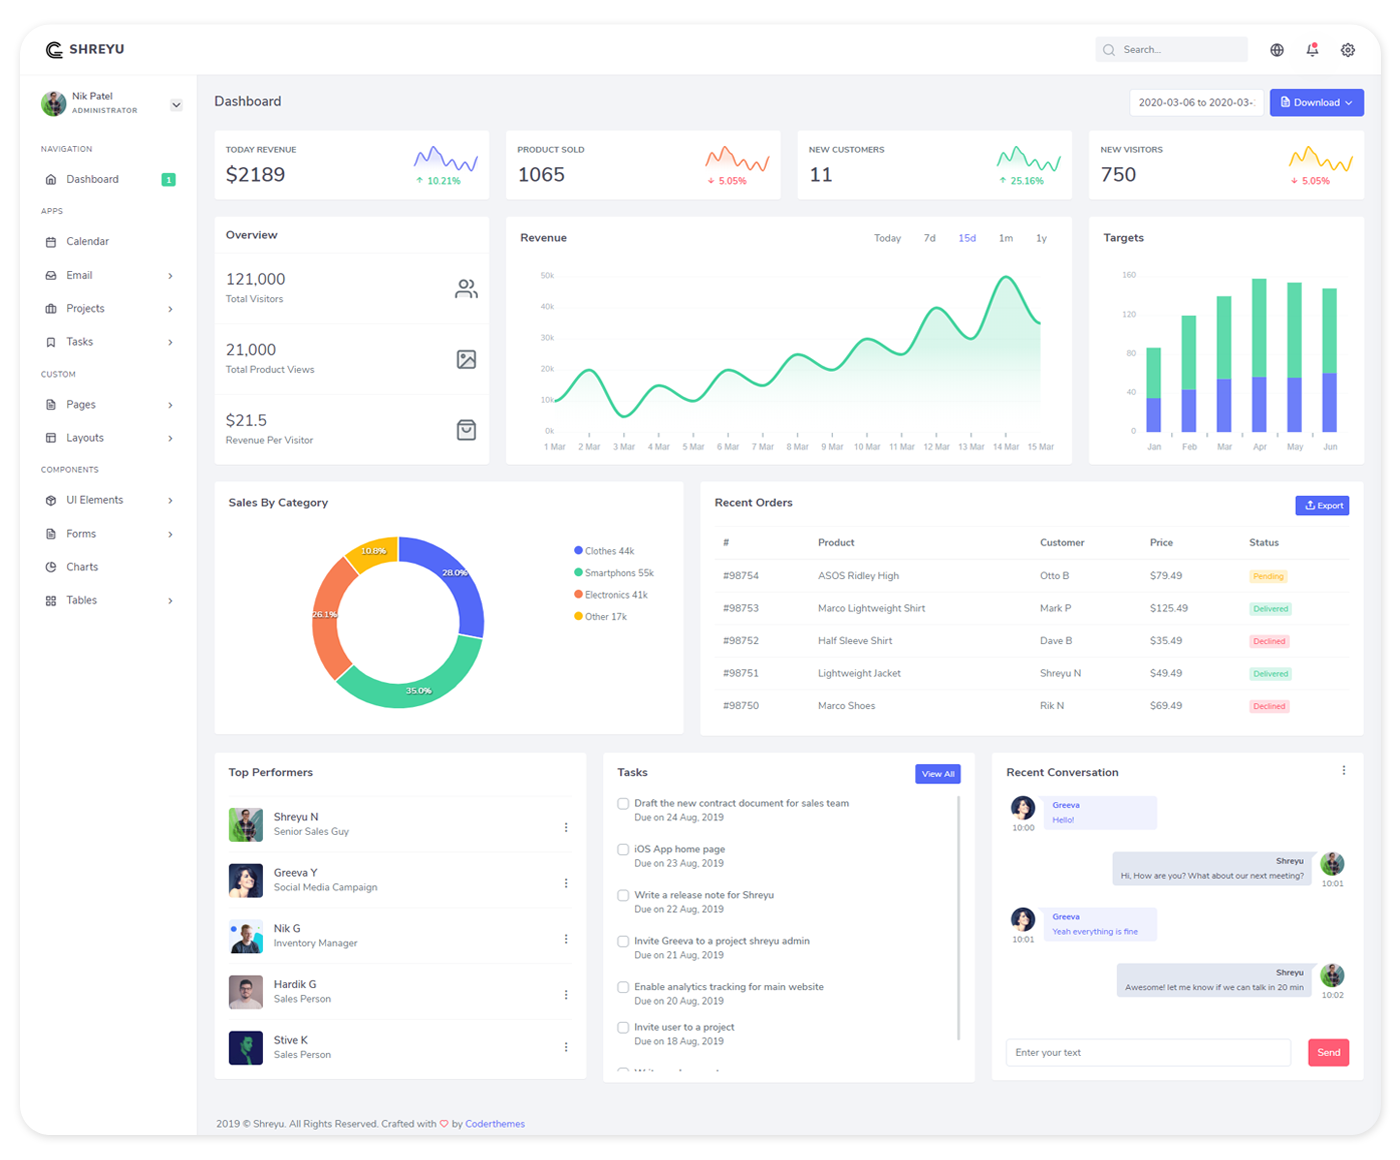 SHREYU
Search...
Nik Patel
ADMINISTRATOR
NAVIGATION
Dashboard 1
APPS
Calendar
Email
Projects
Tasks
CUSTOM
Pages
Layouts
COMPONENTS
UI Elements
Forms
Charts
Tables
Dashboard
2020-03-06 to 2020-03-
Download
TODAY REVENUE
$2189
10.21%
PRODUCT SOLD
1065
5.05%
NEW CUSTOMERS
11
25.16%
NEW VISITORS
750
5.05%
Overview
121,000
Total Visitors
21,000
Total Product Views
$21.5
Revenue Per Visitor
Revenue
Today 7d 15d 1m 1y
50k
40k
30k
20k
10k
0k
1 Mar 2 Mar 3 Mar 4 Mar 5 Mar 6 Mar 7 Mar 8 Mar 9 Mar 10 Mar 11 Mar 12 Mar 13 Mar 14 Mar 15 Mar
Targets
160
120
80
40
0
Jan Feb Mar Apr May Jun
Sales By Category
10.8%
28.0%
26.1%
35.0%
Clothes 44k
Smartphons 55k
Electronics 41k
Other 17k
Recent Orders
Export
# Product Customer Price Status
#98754 ASOS Ridley High Otto B $79.49 Pending
#98753 Marco Lightweight Shirt Mark P $125.49 Delivered
#98752 Half Sleeve Shirt Dave B $35.49 Declined
#98751 Lightweight Jacket Shreyu N $49.49 Delivered
#98750 Marco Shoes Rik N $69.49 Declined
Top Performers
Shreyu N
Senior Sales Guy
Greeva Y
Social Media Campaign
Nik G
Inventory Manager
Hardik G
Sales Person
Stive K
Sales Person
Tasks
View All
Draft the new contract document for sales team
Due on 24 Aug, 2019
iOS App home page
Due on 23 Aug, 2019
Write a release note for Shreyu
Due on 22 Aug, 2019
Invite Greeva to a project shreyu admin
Due on 21 Aug, 2019
Enable analytics tracking for main website
Due on 20 Aug, 2019
Invite user to a project
Due on 18 Aug, 2019
Recent Conversation
Greeva
Hello!
10:00
Shreyu
Hi, How are you? What about our next meeting?
10:01
Greeva
Yeah everything is fine
10:01
Shreyu
Awesome! let me know if we can talk in 20 min
10:02
Enter your text
Send
2019 © Shreyu. All Rights Reserved. Crafted with by Coderthemes